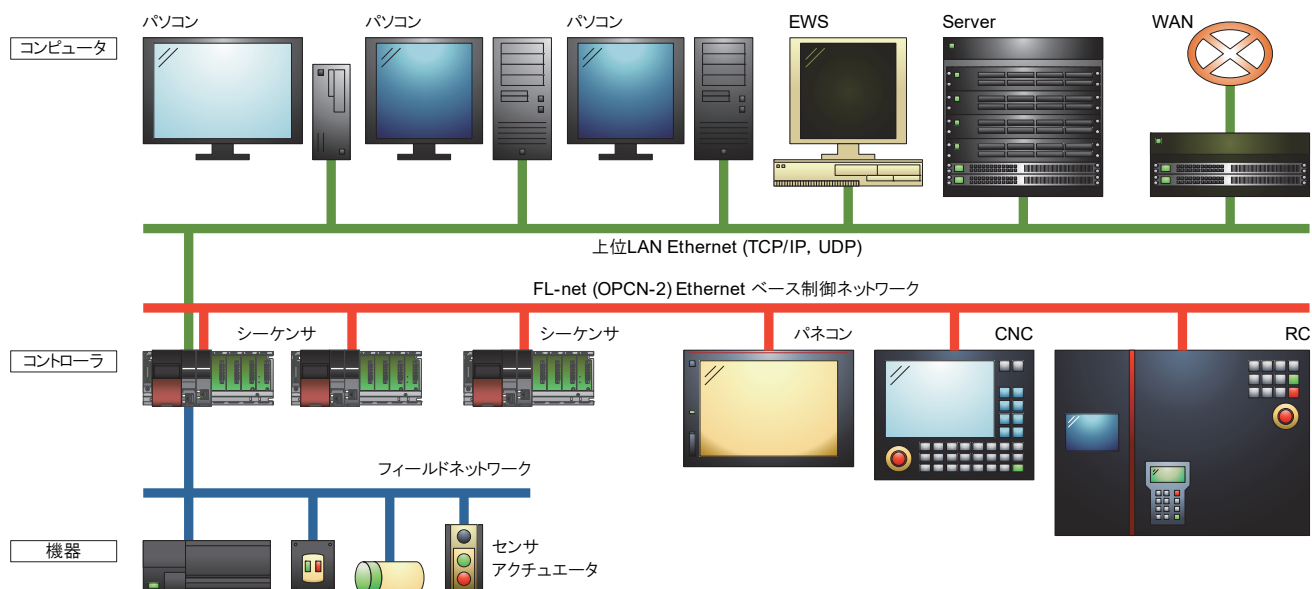 パソコン
パソコン
パソコン
EWS
Server
WAN
コンピュータ
上位LAN Ethernet (TCP/IP, UDP)
FL-net (OPCN-2) Ethernet ベース制御ネットワーク
シーケンサ
シーケンサ
パネコン
CNC
RC
コントローラ
フィールドネットワーク
機器
センサ
アクチュエータ